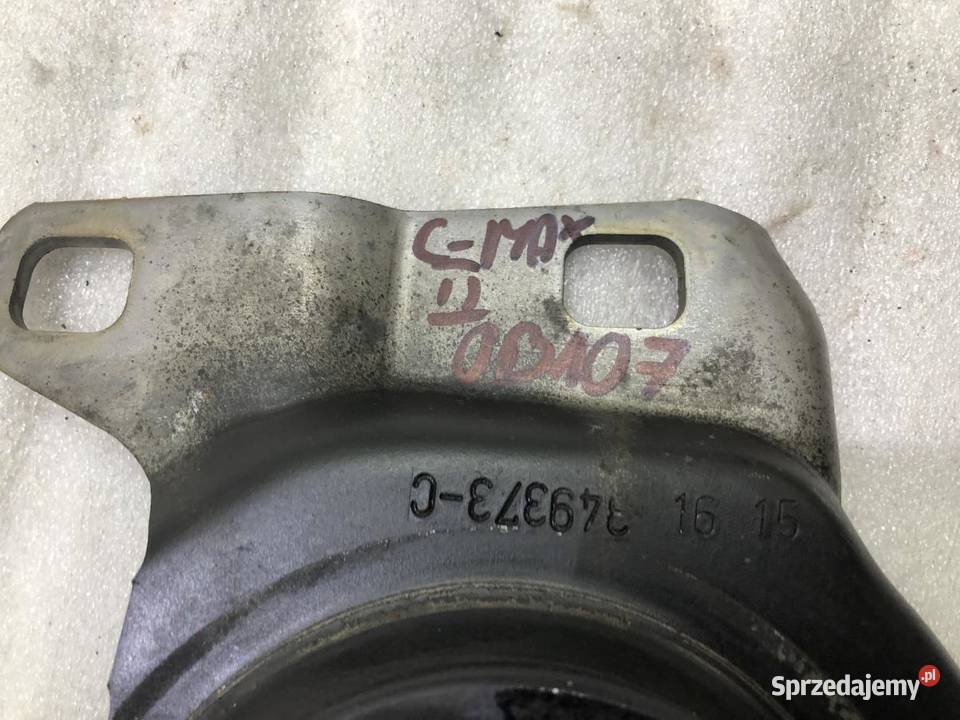 C-MAX
II
0D107
349373-C 16 15
Sprzedajemy.pl